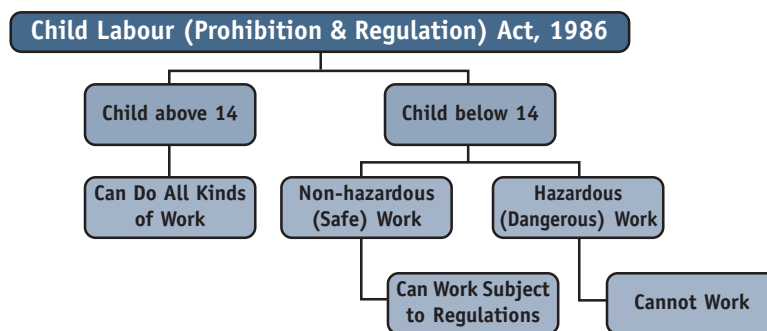 Child Labour (Prohibition & Regulation) Act, 1986
Child above 14
Child below 14
Can Do All Kinds
of Work
Non-hazardous
(Safe) Work
Hazardous
(Dangerous) Work
Can Work Subject
to Regulations
Cannot Work